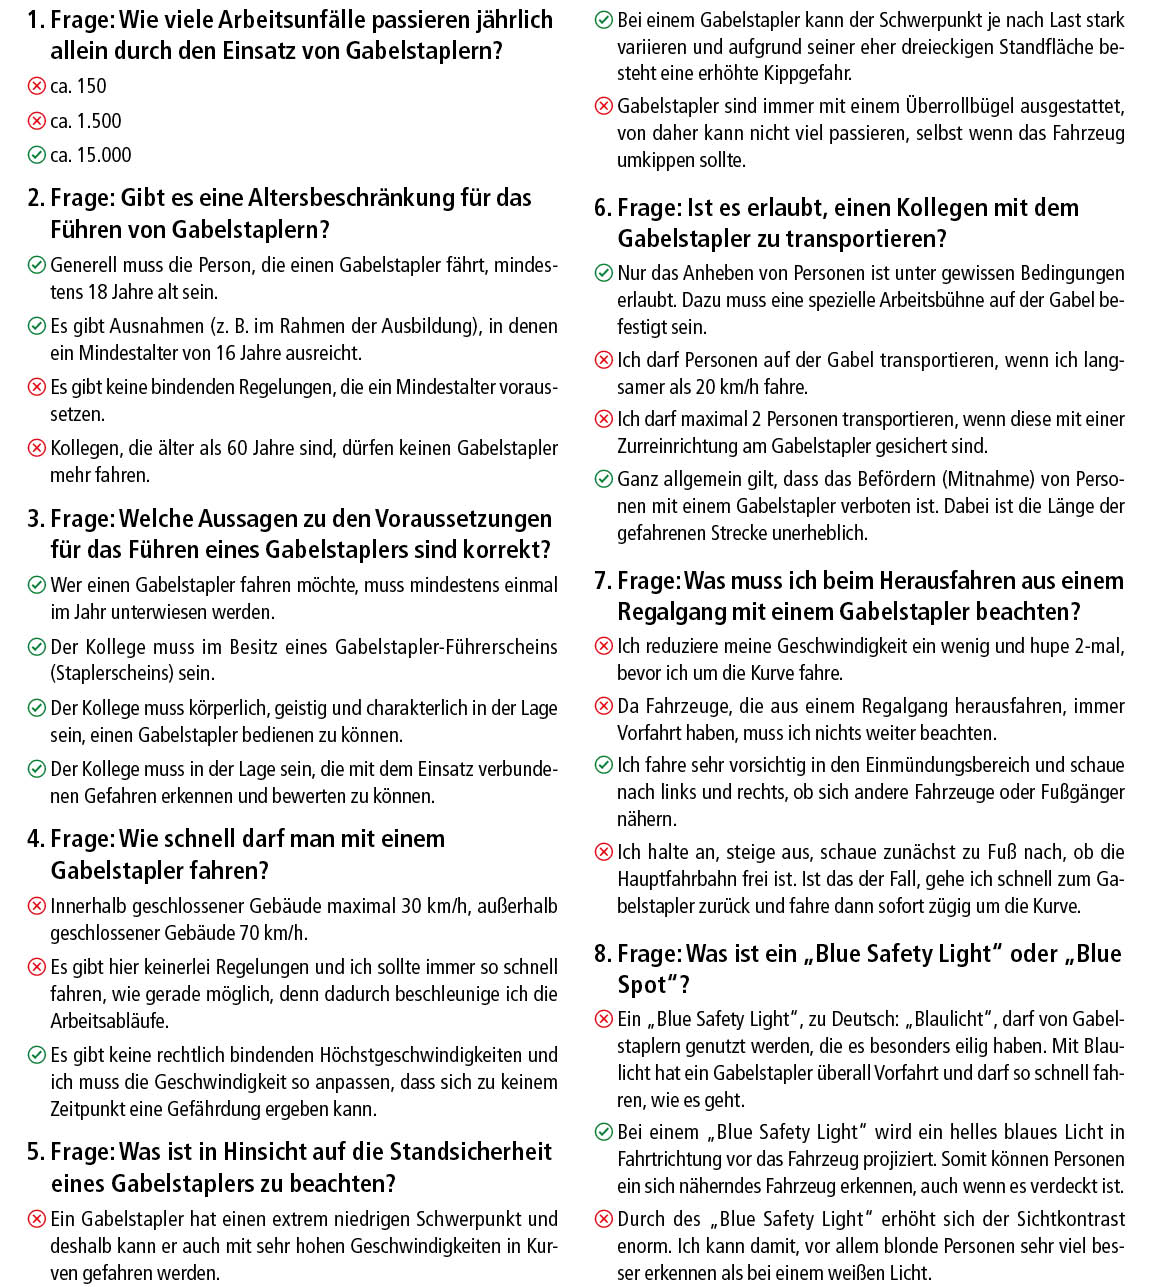 1. Frage: Wie viele Arbeitsunfälle passieren jährlich
allein durch den Einsatz von Gabelstaplern?
ca. 150
ca. 1.500
ca. 15.000
2. Frage: Gibt es eine Altersbeschränkung für das
Führen von Gabelstaplern?
Generell muss die Person, die einen Gabelstapler fährt, mindes-
tens 18 Jahre alt sein.
Es gibt Ausnahmen (z. B. im Rahmen der Ausbildung), in denen
ein Mindestalter von 16 Jahre ausreicht.
Es gibt keine bindenden Regelungen, die ein Mindestalter voraus-
setzen.
Kollegen, die älter als 60 Jahre sind, dürfen keinen Gabelstapler
mehr fahren.
3. Frage: Welche Aussagen zu den Voraussetzungen
für das Führen eines Gabelstaplers sind korrekt?
Wer einen Gabelstapler fahren möchte, muss mindestens einmal
im Jahr unterwiesen werden.
Der Kollege muss im Besitz eines Gabelstapler-Führerscheins
(Staplerscheins) sein.
Der Kollege muss körperlich, geistig und charakterlich in der Lage
sein, einen Gabelstapler bedienen zu können.
Der Kollege muss in der Lage sein, die mit dem Einsatz verbunde-
nen Gefahren erkennen und bewerten zu können.
4. Frage: Wie schnell darf man mit einem
Gabelstapler fahren?
Innerhalb geschlossener Gebäude maximal 30 km/h, außerhalb
geschlossener Gebäude 70 km/h.
Es gibt hier keinerlei Regelungen und ich sollte immer so schnell
fahren, wie gerade möglich, denn dadurch beschleunige ich die
Arbeitsabläufe.
Es gibt keine rechtlich bindenden Höchstgeschwindigkeiten und
ich muss die Geschwindigkeit so anpassen, dass sich zu keinem
Zeitpunkt eine Gefährdung ergeben kann.
5. Frage: Was ist in Hinsicht auf die Standsicherheit
eines Gabelstaplers zu beachten?
Ein Gabelstapler hat einen extrem niedrigen Schwerpunkt und
deshalb kann er auch mit sehr hohen Geschwindigkeiten in Kur-
ven gefahren werden.
Bei einem Gabelstapler kann der Schwerpunkt je nach Last stark
variieren und aufgrund seiner eher dreieckigen Standfläche be-
steht eine erhöhte Kippgefahr.
Gabelstapler sind immer mit einem Überrollbügel ausgestattet,
von daher kann nicht viel passieren, selbst wenn das Fahrzeug
umkippen sollte.
6. Frage: Ist es erlaubt, einen Kollegen mit dem
Gabelstapler zu transportieren?
Nur das Anheben von Personen ist unter gewissen Bedingungen
erlaubt. Dazu muss eine spezielle Arbeitsbühne auf der Gabel be-
festigt sein.
Ich darf Personen auf der Gabel transportieren, wenn ich lang-
samer als 20 km/h fahre.
Ich darf maximal 2 Personen transportieren, wenn diese mit einer
Zurreinrichtung am Gabelstapler gesichert sind.
Ganz allgemein gilt, dass das Befördern (Mitnahme) von Perso-
nen mit einem Gabelstapler verboten ist. Dabei ist die Länge der
gefahrenen Strecke unerheblich.
7. Frage: Was muss ich beim Herausfahren aus einem
Regalgang mit einem Gabelstapler beachten?
Ich reduziere meine Geschwindigkeit ein wenig und hupe 2-mal,
bevor ich um die Kurve fahre.
Da Fahrzeuge, die aus einem Regalgang herausfahren, immer
Vorfahrt haben, muss ich nichts weiter beachten.
Ich fahre sehr vorsichtig in den Einmündungsbereich und schaue
nach links und rechts, ob sich andere Fahrzeuge oder Fußgänger
nähern.
Ich halte an, steige aus, schaue zunächst zu Fuß nach, ob die
Hauptfahrbahn frei ist. Ist das der Fall, gehe ich schnell zum Ga-
belstapler zurück und fahre dann sofort zügig um die Kurve.
8. Frage: Was ist ein „Blue Safety Light“ oder „Blue
Spot“?
Ein „Blue Safety Light“, zu Deutsch: „Blaulicht“, darf von Gabel-
staplern genutzt werden, die es besonders eilig haben. Mit Blau-
licht hat ein Gabelstapler überall Vorfahrt und darf so schnell fah-
ren, wie es geht.
Bei einem „Blue Safety Light“ wird ein helles blaues Licht in
Fahrtrichtung vor das Fahrzeug projiziert. Somit können Personen
ein sich näherndes Fahrzeug erkennen, auch wenn es verdeckt ist.
Durch des „Blue Safety Light“ erhöht sich der Sichtkontrast
enorm. Ich kann damit, vor allem blonde Personen sehr viel bes-
ser erkennen als bei einem weißen Licht.